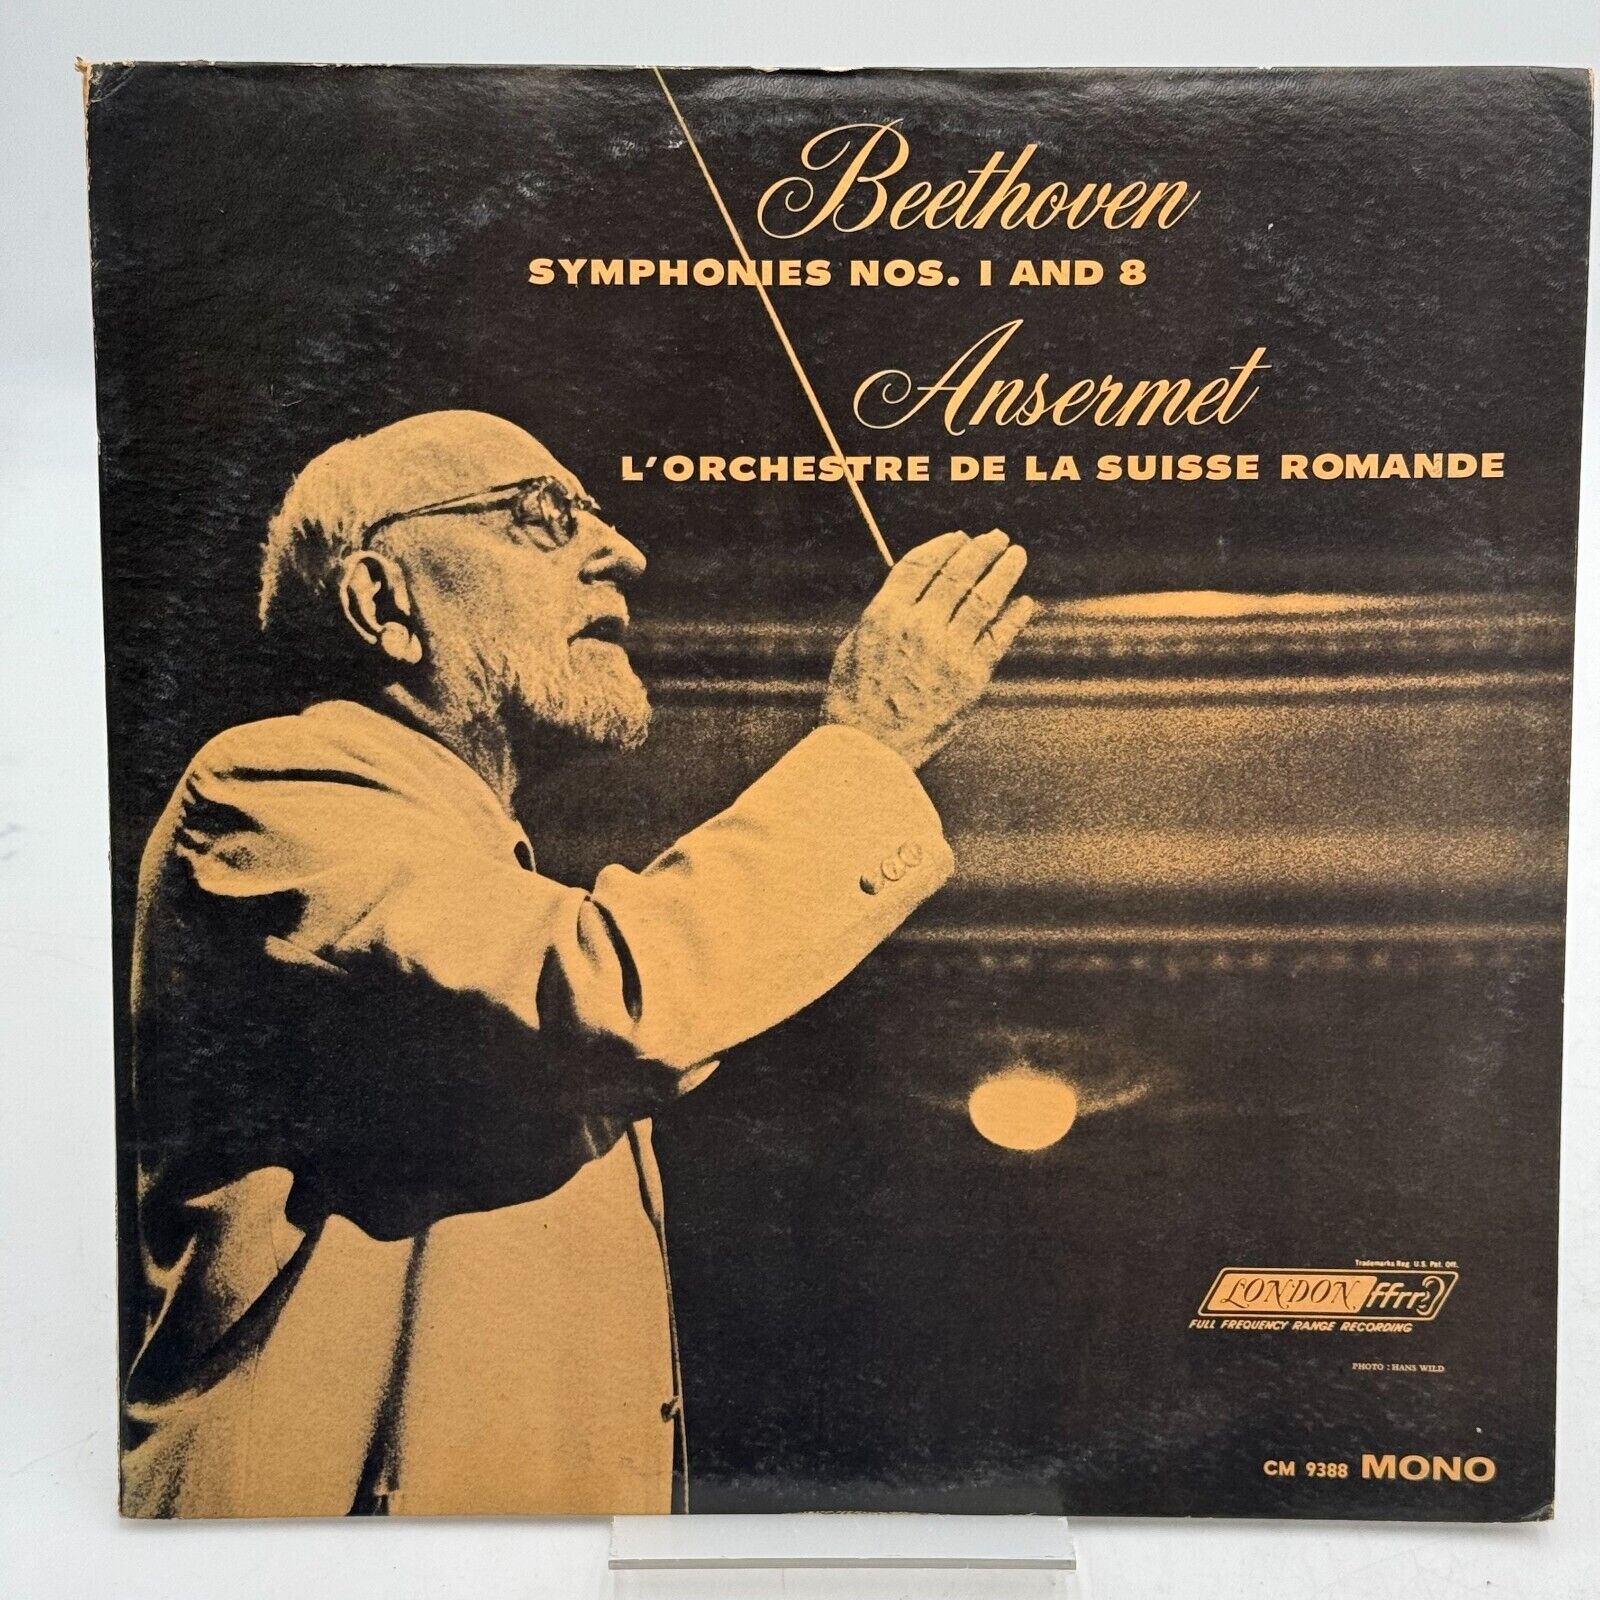 Beethoven
SYMPHONIES NOS. 1 AND 8
Ansermet
L'ORCHESTRE DE LA SUISSE ROMANDE
Trademarks Reg. U.S. Pat. Off.
LONDON ffrr
FULL FREQUENCY RANGE RECORDING
PHOTO : HANS WILD
CM 9388 MONO